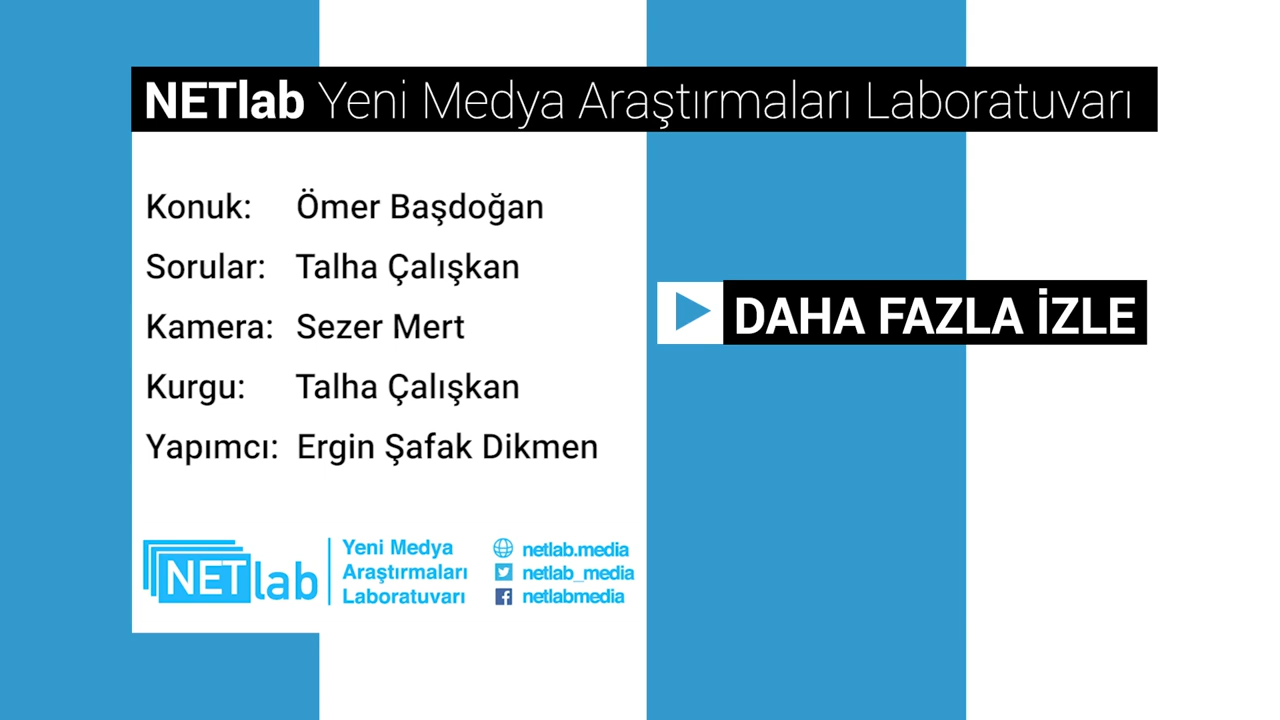 NETlab Yeni Medya Araştırmaları Laboratuvarı
Konuk: Ömer Başdoğan
Sorular: Talha Çalışkan
Kamera: Sezer Mert
Kurgu: Talha Çalışkan
Yapımcı: Ergin Şafak Dikmen
DAHA FAZLA İZLE
NETlab
Yeni Medya
Araştırmaları
Laboratuvarı
netlab.media
netlab_media
netlabmedia